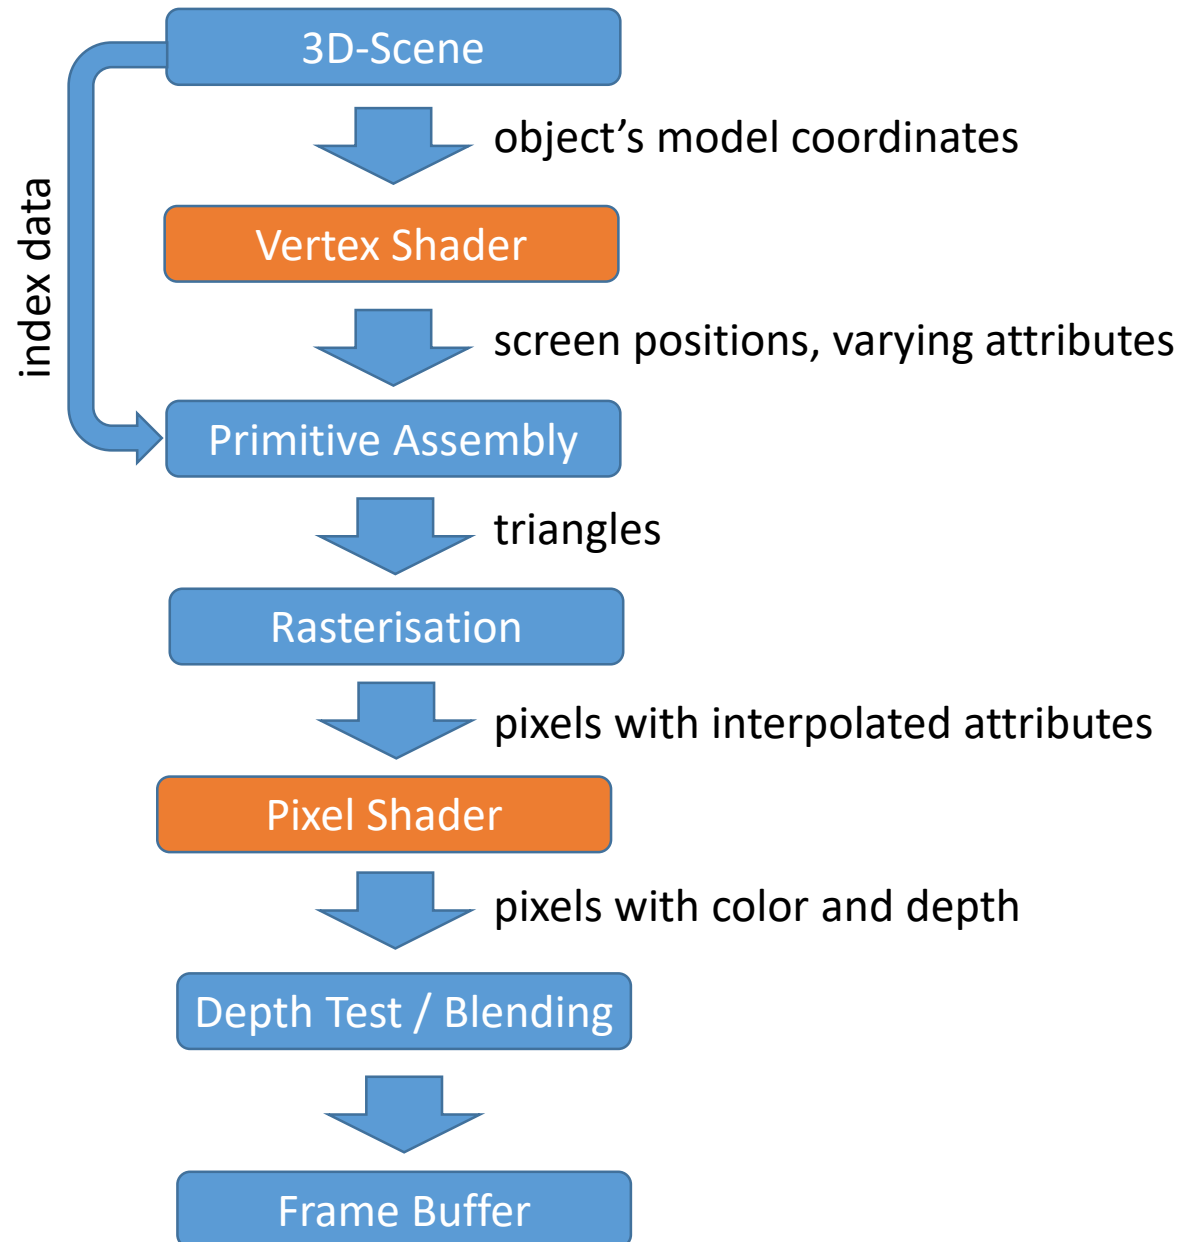 3D-Scene
object’s model coordinates
index data
Vertex Shader
screen positions, varying attributes
Primitive Assembly
triangles
Rasterisation
pixels with interpolated attributes
Pixel Shader
pixels with color and depth
Depth Test / Blending
Frame Buffer